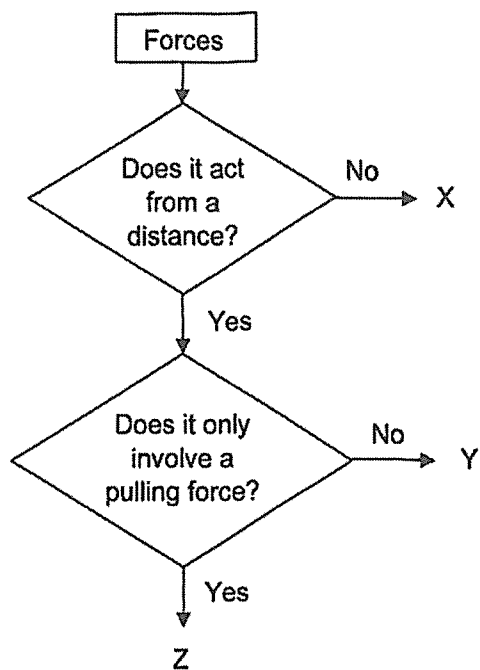 Forces
Does it act
from a
distance?
No
X
Yes
Does it only
involve a
pulling force?
No
Y
Yes
Z